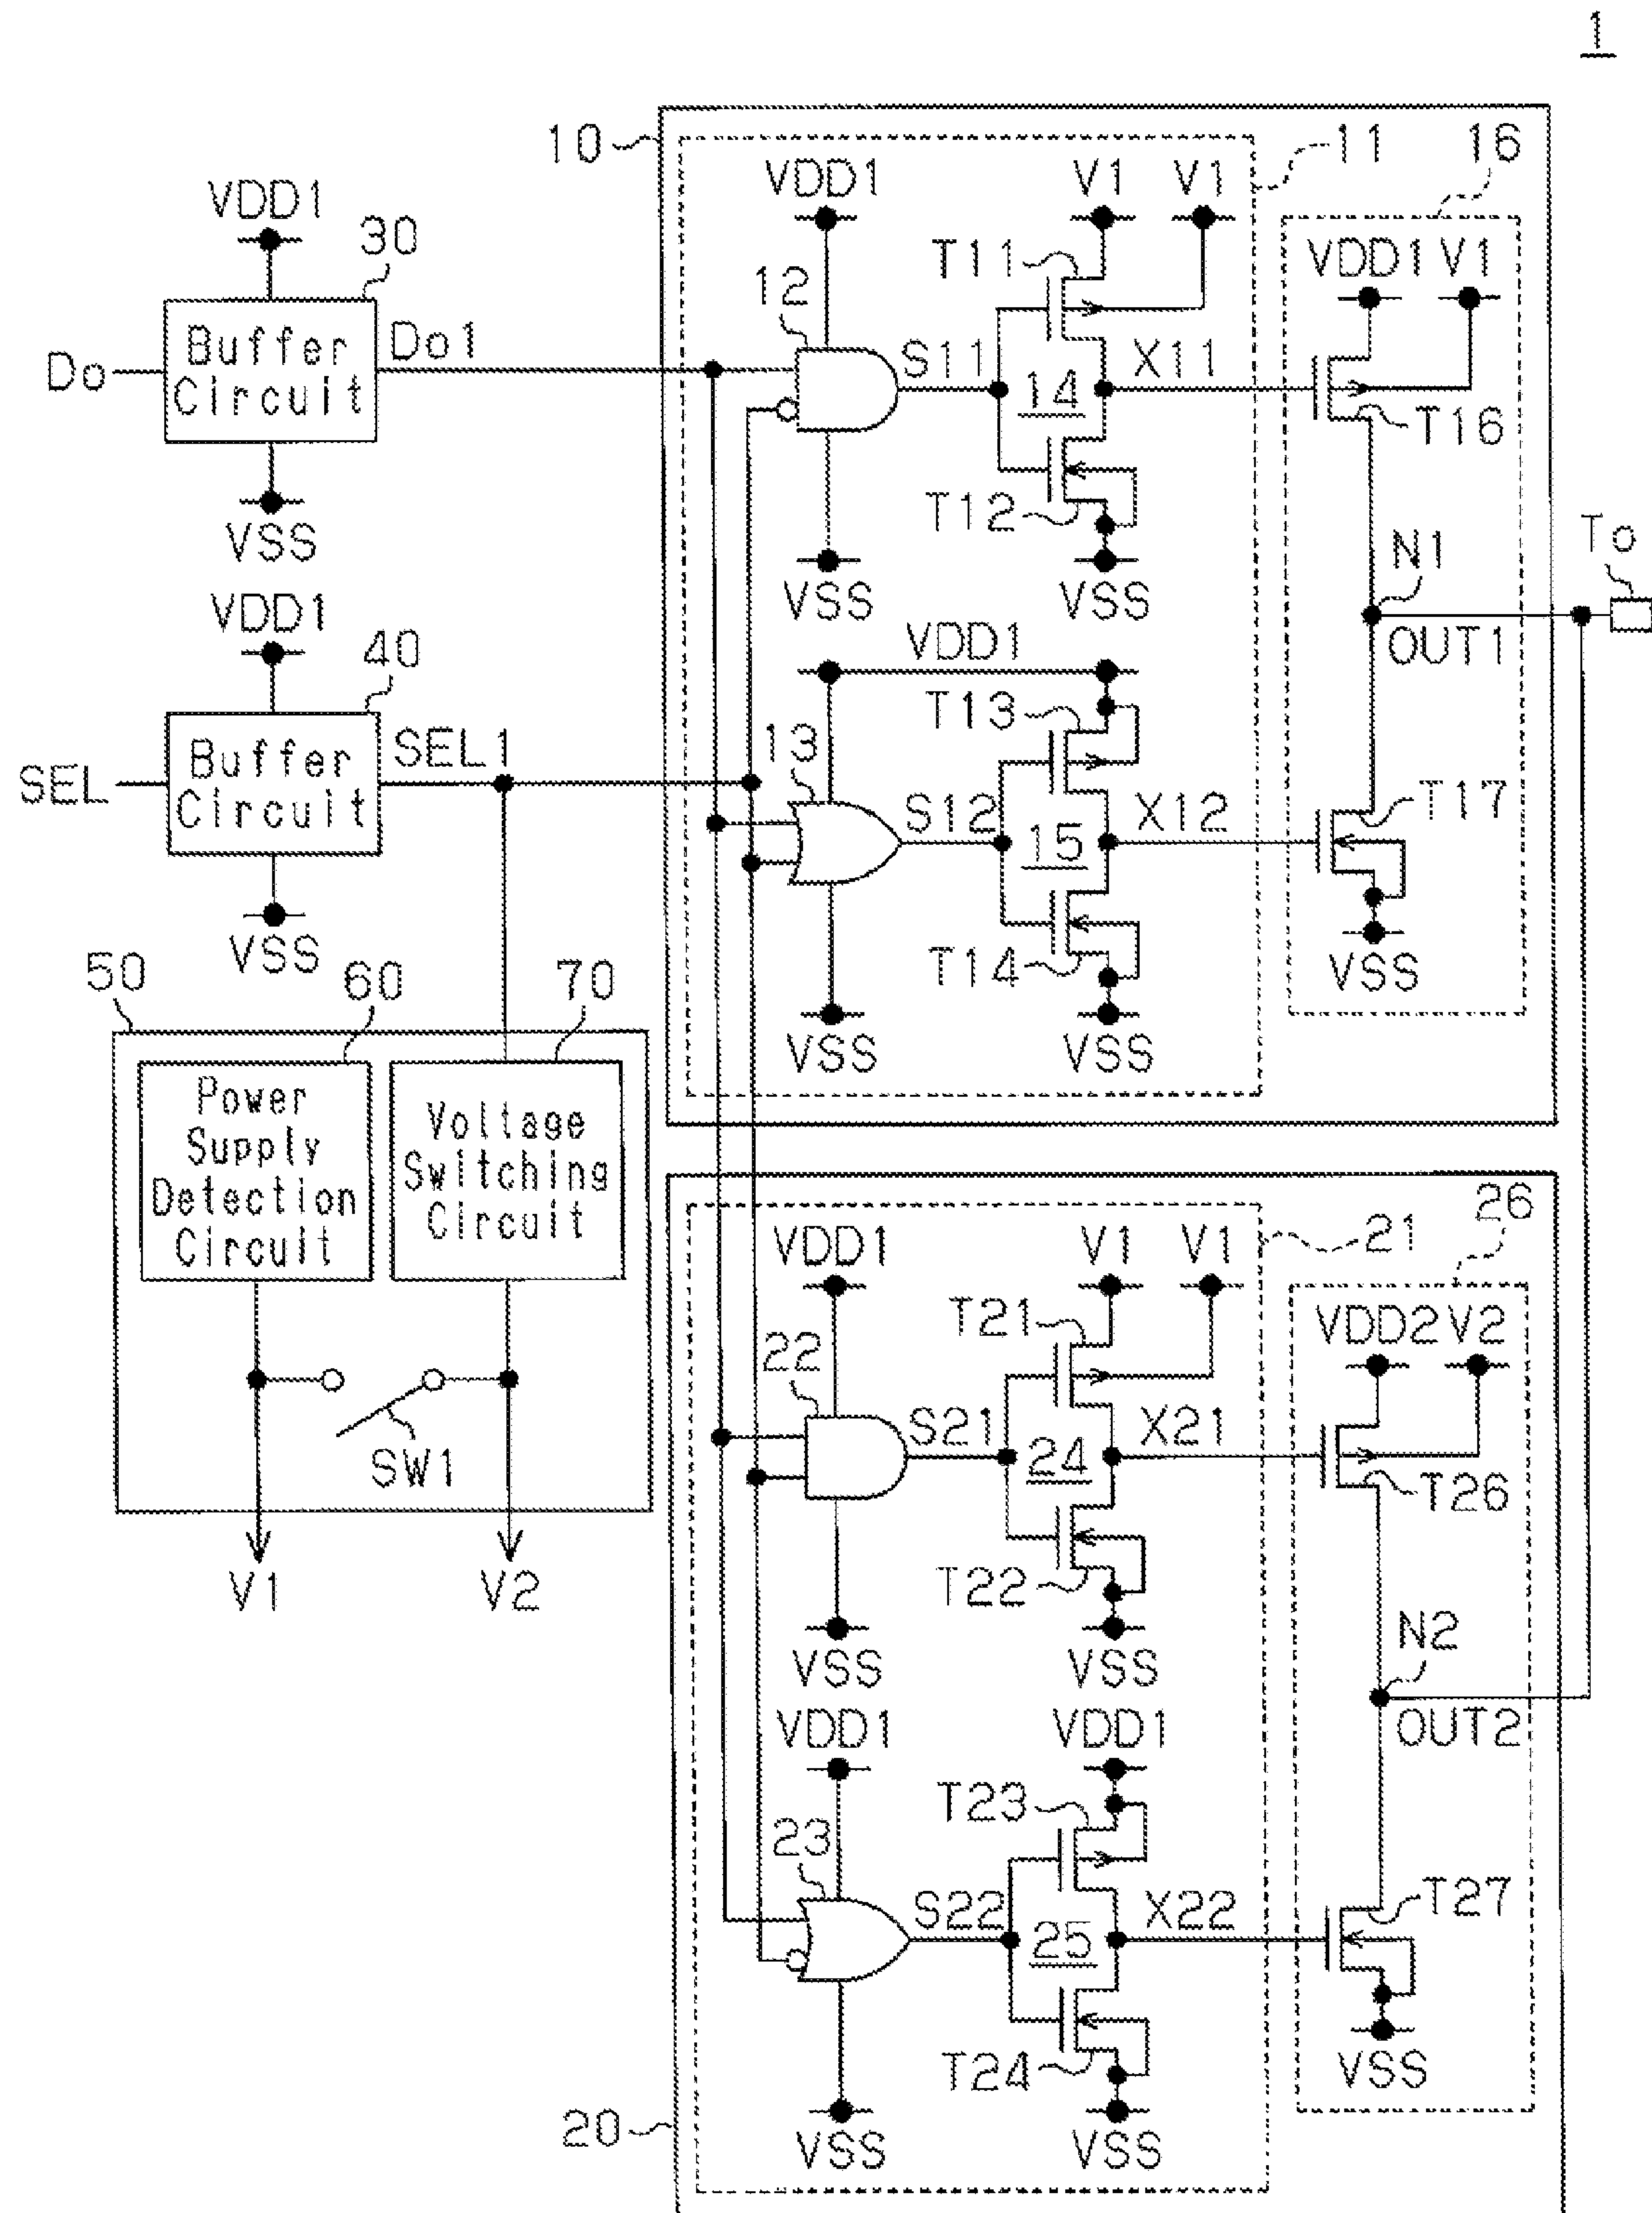 1
10
11
16
VDD1
V1
V1
VDD1
30
T11
VDD1
V1
12
Do
Buffer
Circuit
Do1
S11
14
X11
T16
T12
VSS
VSS
VSS
N1
To
VDD1
40
VDD1
OUT1
T13
13
SEL
Buffer
Circuit
SEL1
S12
15
X12
T17
T14
VSS
VSS
50
60
70
VSS
VSS
Power
Supply
Detection
Circuit
Voltage
Switching
Circuit
26
21
VDD1
V1
V1
T21
VDD2
V2
22
S21
24
X21
SW1
T26
T22
V1
V2
VSS
VSS
N2
VDD1
VDD1
OUT2
T23
23
S22
25
X22
T27
T24
VSS
20
VSS
VSS